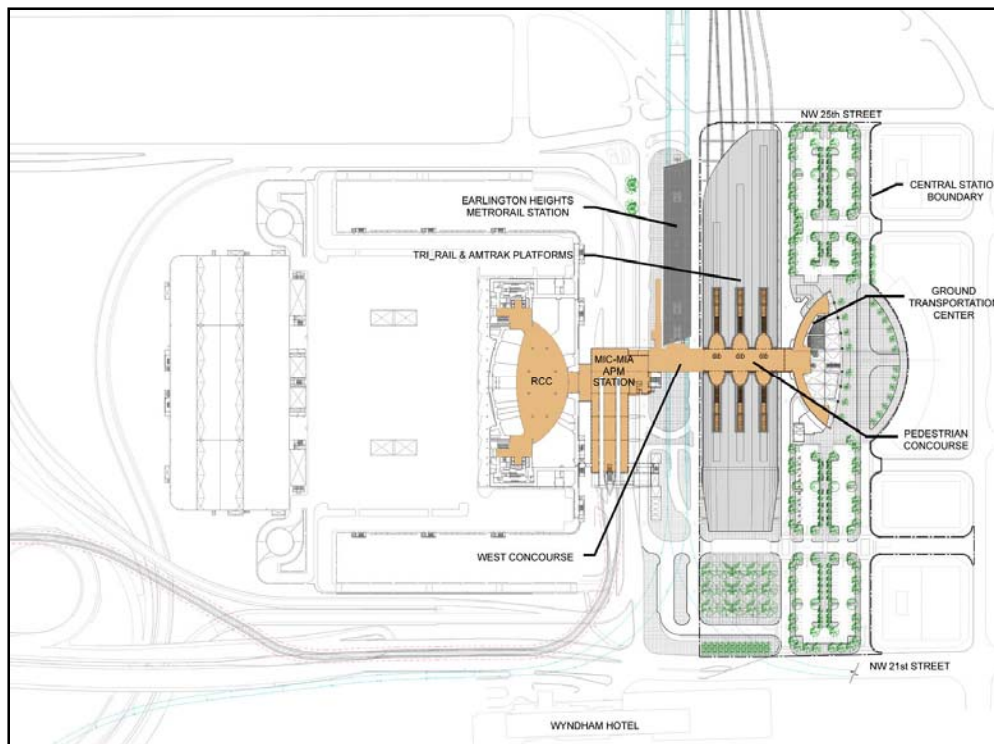 NW 25th STREET
CENTRAL STATIO
BOUNDARY
EARLINGTON HEIGHTS
METRORAIL STATION
TRI_RAIL & AMTRAK PLATFORMS
GROUND
TRANSPORTATION
CENTER
MIC-MIA
APM
STATION
RCC
PEDESTRIAN
CONCOURSE
WEST CONCOURSE
NW 21st STREET
WYNDHAM HOTEL